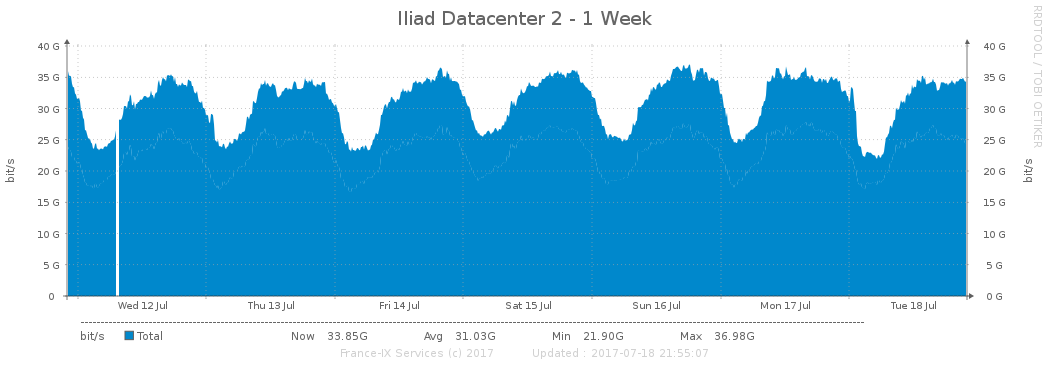 Iliad Datacenter 2 - 1 Week
RRDTOOL / TOBI OETIKER
40 G 40 G
35 G 35 G
30 G 30 G
25 G 25 G
20 G 20 G
15 G 15 G
10 G 10 G
5 G 5 G
0 0 G
bit/s
bit/s
Wed 12 Jul Thu 13 Jul Fri 14 Jul Sat 15 Jul Sun 16 Jul Mon 17 Jul Tue 18 Jul
bit/s Total Now 33.85G Avg 31.03G Min 21.90G Max 36.98G
France-IX Services (c) 2017 Updated : 2017-07-18 21:55:07